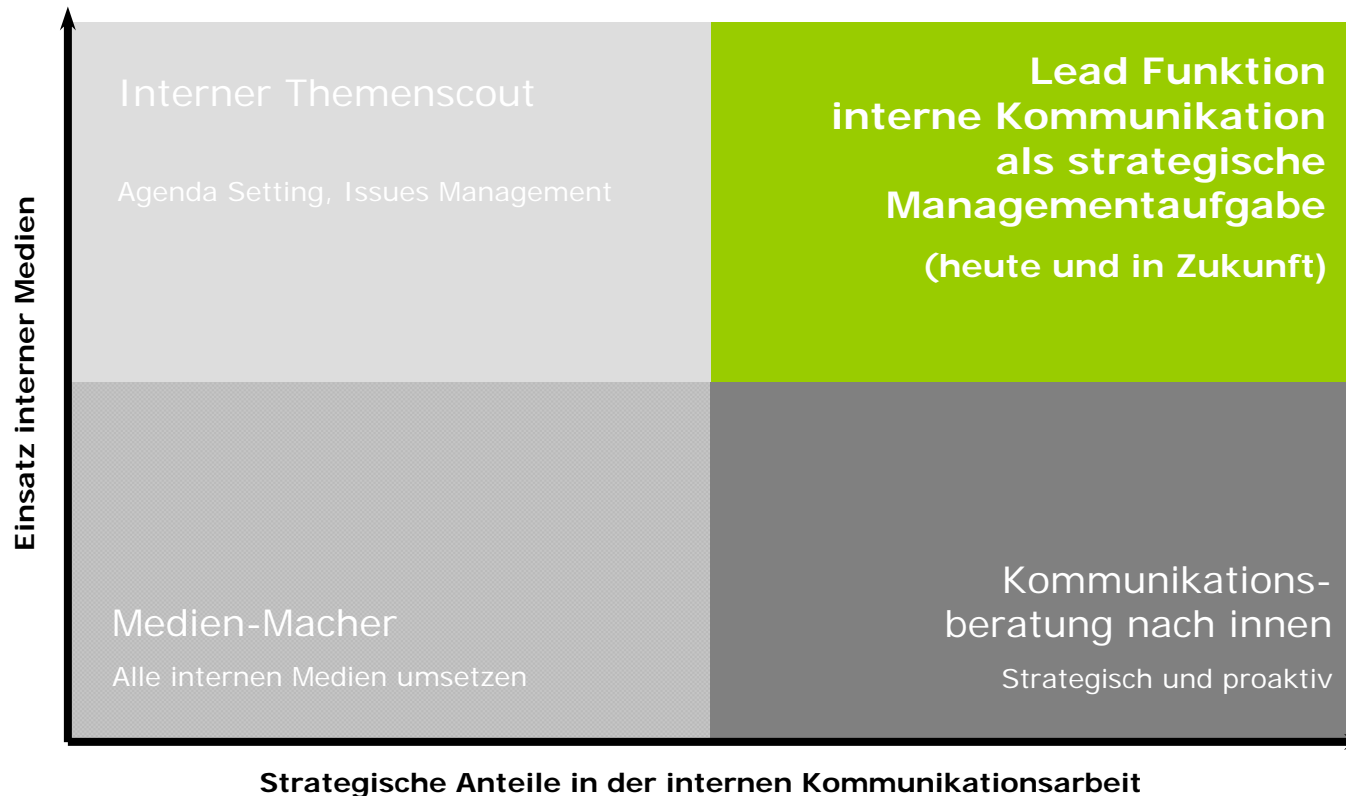 Interner Themenscout
Agenda Setting, Issues Management
Lead Funktion
interne Kommunikation
als strategische
Managementaufgabe
(heute und in Zukunft)
Einsatz interner Medien
Medien-Macher
Alle internen Medien umsetzen
Kommunikations-
beratung nach innen
Strategisch und proaktiv
Strategische Anteile in der internen Kommunikationsarbeit